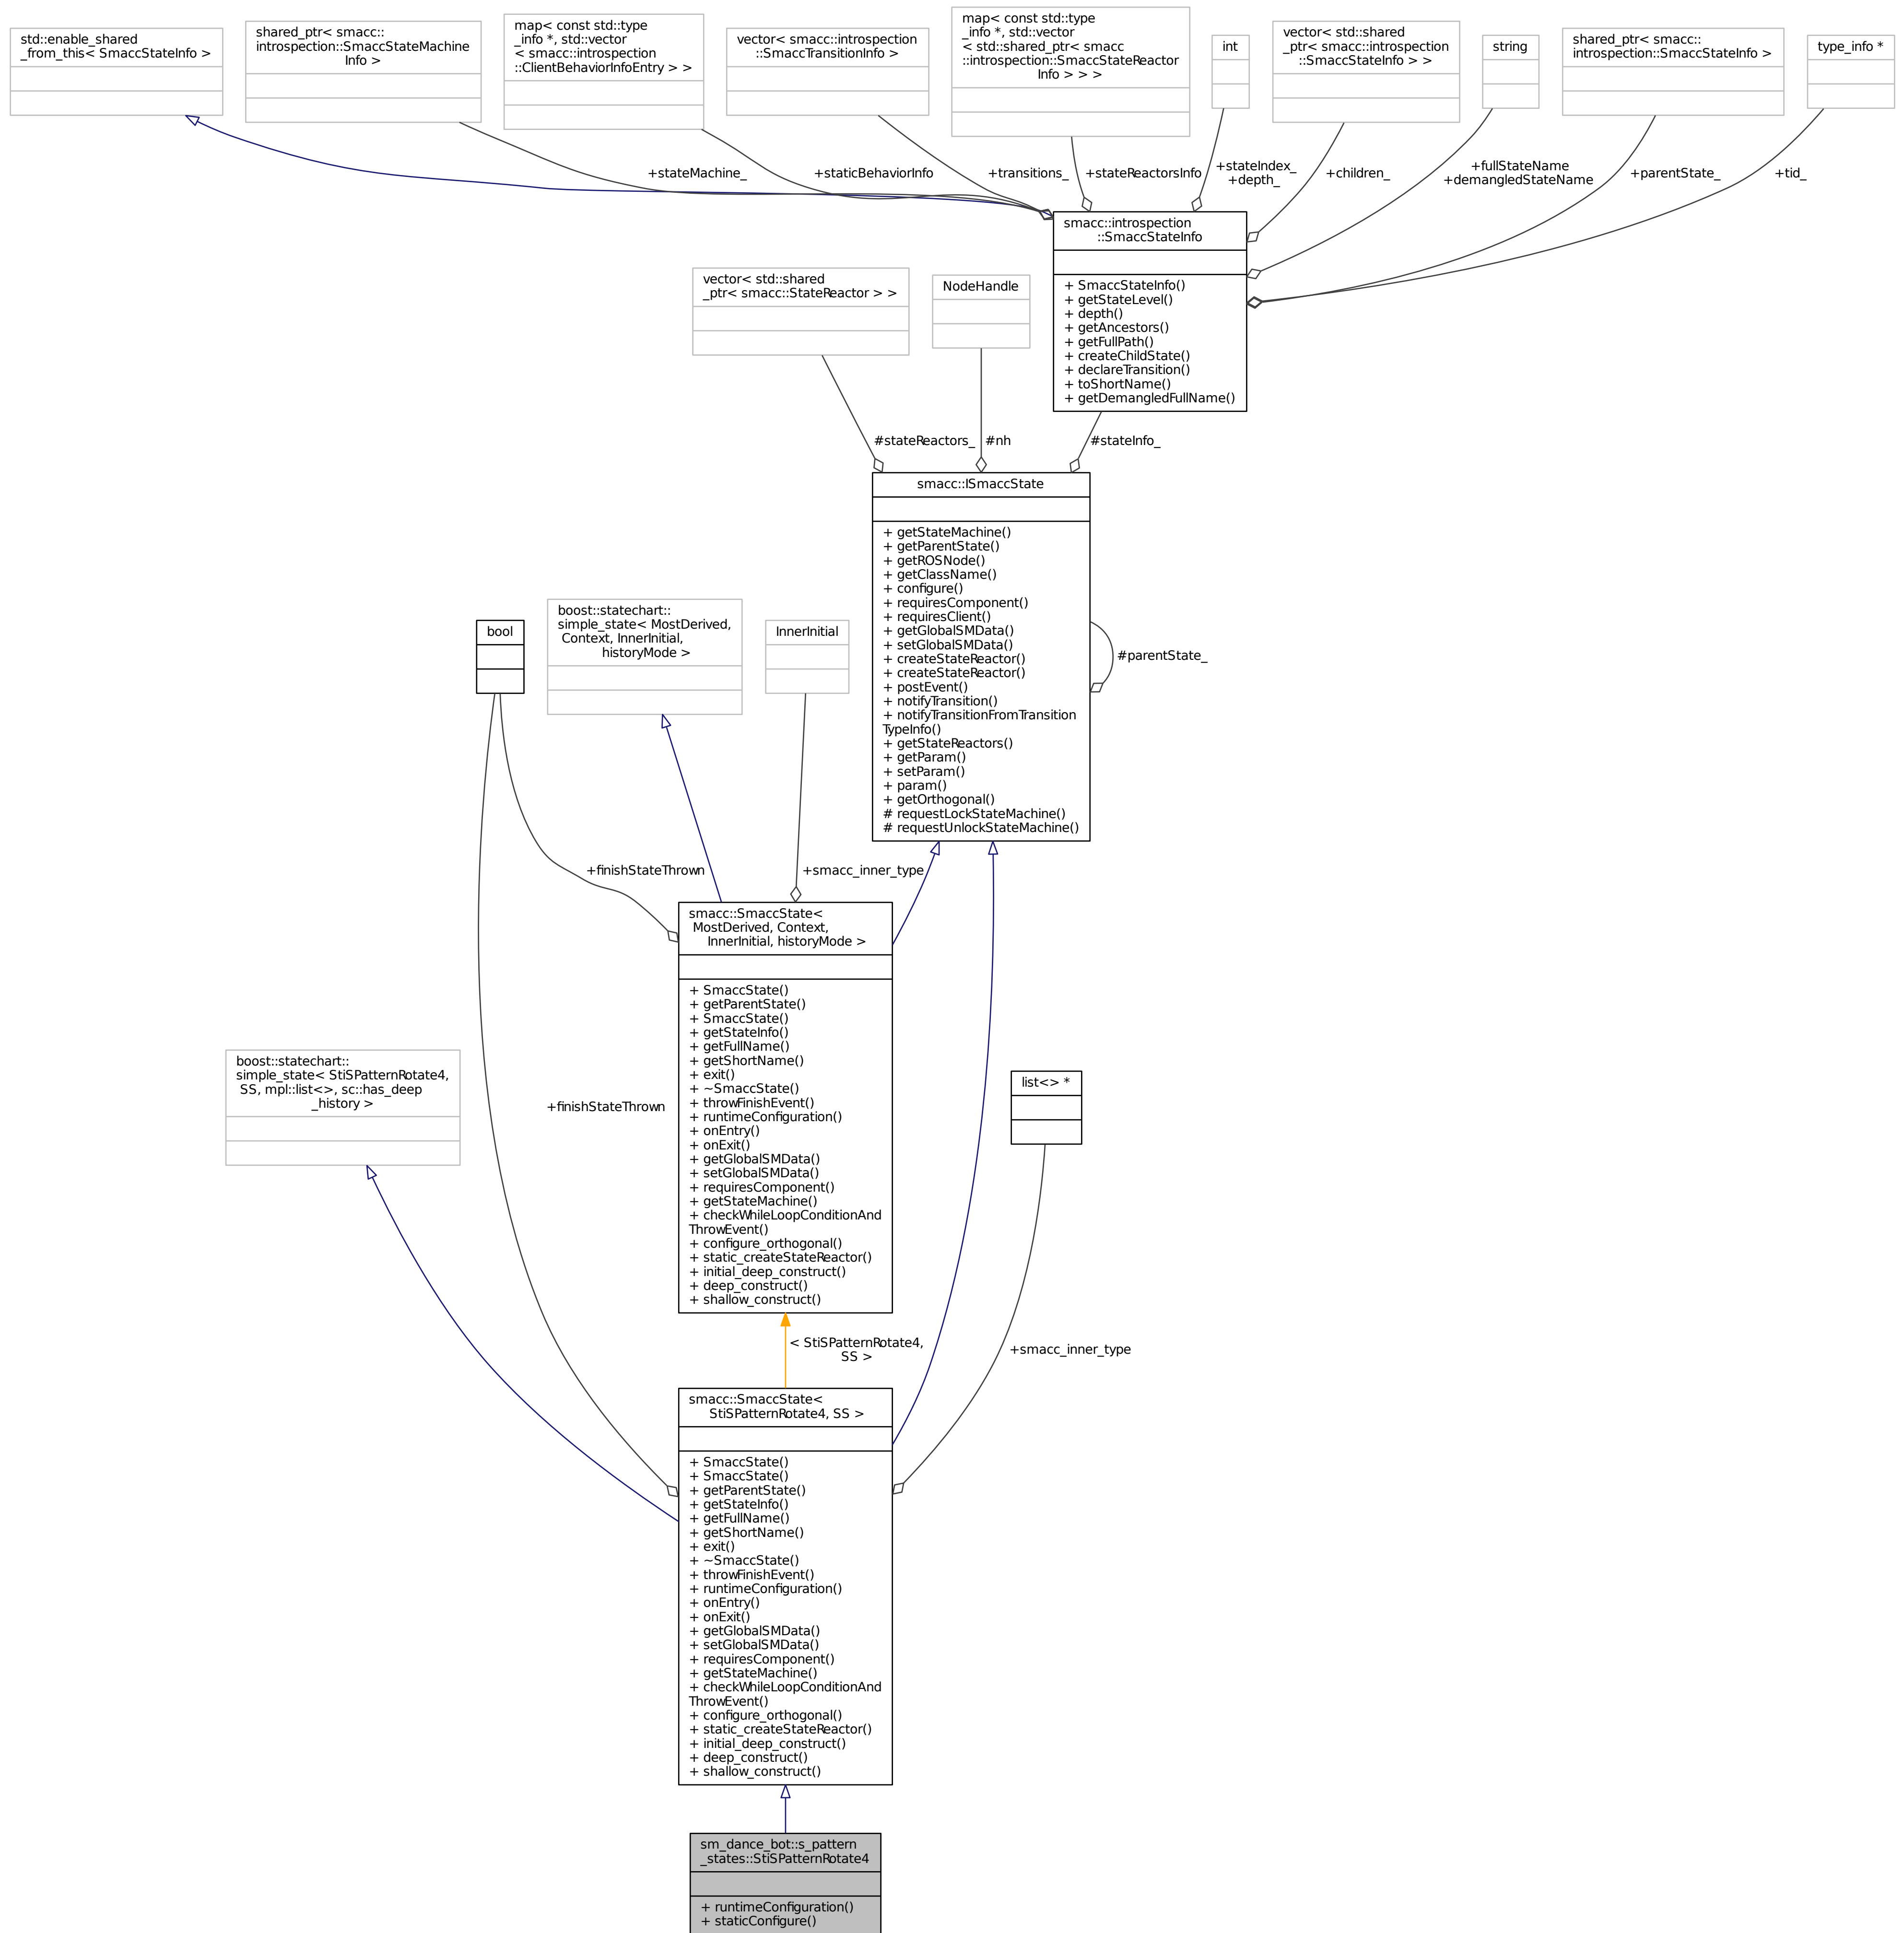 std::enable_shared
_from_this< SmaccStateInfo >
shared_ptr< smacc::
introspection::SmaccStateMachine
Info >
map< const std::type
_info *, std::vector
< smacc::introspection
::ClientBehaviorInfoEntry > >
vector< smacc::introspection
::SmaccTransitionInfo >
map< const std::type
_info *, std::vector
< std::shared_ptr< smacc
::introspection::SmaccStateReactor
Info > > >
int
vector< std::shared
_ptr< smacc::introspection
::SmaccStateInfo > >
string
shared_ptr< smacc::
introspection::SmaccStateInfo >
type_info *
+stateMachine_
+staticBehaviorInfo
+transitions_
+stateReactorsInfo
+stateIndex_
+depth_
+children_
+fullStateName
+demangledStateName
+parentState_
+tid_
smacc::introspection
::SmaccStateInfo
+ SmaccStateInfo()
+ getStateLevel()
+ depth()
+ getAncestors()
+ getFullPath()
+ createChildState()
+ declareTransition()
+ toShortName()
+ getDemangledFullName()
vector< std::shared
_ptr< smacc::StateReactor > >
NodeHandle
#stateReactors_
#nh
#stateInfo_
smacc::ISmaccState
+ getStateMachine()
+ getParentState()
+ getROSNode()
+ getClassName()
+ configure()
+ requiresComponent()
+ requiresClient()
+ getGlobalSMData()
+ setGlobalSMData()
+ createStateReactor()
+ createStateReactor()
+ postEvent()
+ notifyTransition()
+ notifyTransitionFromTransition
TypeInfo()
+ getStateReactors()
+ getParam()
+ setParam()
+ param()
+ getOrthogonal()
# requestLockStateMachine()
# requestUnlockStateMachine()
#parentState_
bool
boost::statechart::
simple_state< MostDerived,
Context, InnerInitial,
historyMode >
InnerInitial
+finishStateThrown
+smacc_inner_type
smacc::SmaccState<
MostDerived, Context,
InnerInitial, historyMode >
+ SmaccState()
+ getParentState()
+ SmaccState()
+ getStateInfo()
+ getFullName()
+ getShortName()
+ exit()
+ ~SmaccState()
+ throwFinishEvent()
+ runtimeConfiguration()
+ onEntry()
+ onExit()
+ getGlobalSMData()
+ setGlobalSMData()
+ requiresComponent()
+ getStateMachine()
+ checkWhileLoopConditionAnd
ThrowEvent()
+ configure_orthogonal()
+ static_createStateReactor()
+ initial_deep_construct()
+ deep_construct()
+ shallow_construct()
boost::statechart::
simple_state< StiSPatternRotate4,
SS, mpl::list<>, sc::has_deep
_history >
+finishStateThrown
list<> *
< StiSPatternRotate4,
SS >
+smacc_inner_type
smacc::SmaccState<
StiSPatternRotate4, SS >
+ SmaccState()
+ SmaccState()
+ getParentState()
+ getStateInfo()
+ getFullName()
+ getShortName()
+ exit()
+ ~SmaccState()
+ throwFinishEvent()
+ runtimeConfiguration()
+ onEntry()
+ onExit()
+ getGlobalSMData()
+ setGlobalSMData()
+ requiresComponent()
+ getStateMachine()
+ checkWhileLoopConditionAnd
ThrowEvent()
+ configure_orthogonal()
+ static_createStateReactor()
+ initial_deep_construct()
+ deep_construct()
+ shallow_construct()
sm_dance_bot::s_pattern
_states::StiSPatternRotate4
+ runtimeConfiguration()
+ staticConfigure()